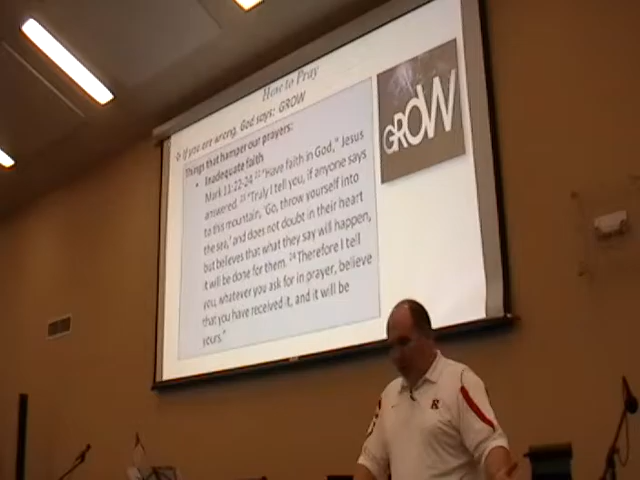 How to Pray
If you are wrong, God says: GROW
Things that hamper our prayers:
• Inadequate faith
Mark 11:22-24 22 "Have faith in God," Jesus
answered. 23 "Truly I tell you, if anyone says
to this mountain, 'Go, throw yourself into
the sea,' and does not doubt in their heart
but believes that what they say will happen,
it will be done for them. 24 Therefore I tell
you, whatever you ask for in prayer, believe
that you have received it, and it will be
yours."
GROW
R